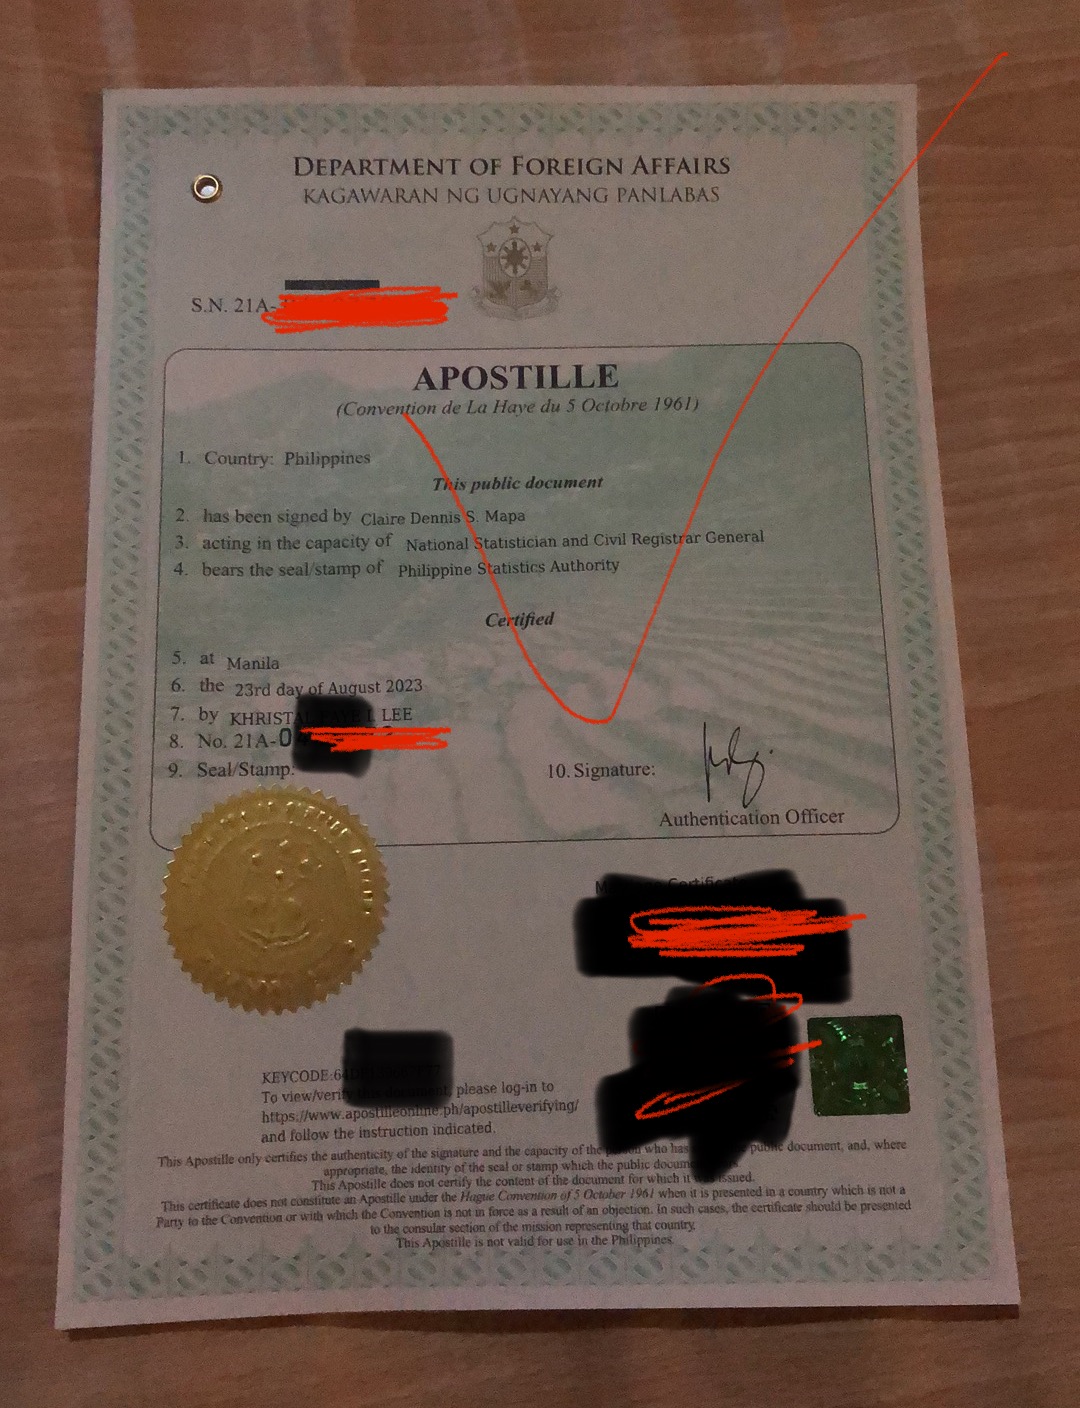 DEPARTMENT OF FOREIGN AFFAIRS
KAGAWARAN NG UGNAYANG PANLABAS
S.N. 21A-
APOSTILLE
(Convention de La Haye du 5 Octobre 1961)
1. Country: Philippines
This public document
2. has been signed by Claire Dennis S. Mapa
3. acting in the capacity of National Statistician and Civil Registrar General
4. bears the seal/stamp of Philippine Statistics Authority
Certified
5. at Manila
6. the 23rd day of August 2023
7. by LEE
8. No. 21A-0
9. Seal/Stamp:
10. Signature:
Authentication Officer
KEYCODE:
To view/verify please log-in to
https://www.apostilleonline.ph/apostilleverifying/
and follow the instruction indicated.
This Apostille only certifies the authenticity of the signature and the capacity of the who has public document, and, where
appropriate, the identity of the seal or stamp which the public
This Apostille does not certify the content of the document for which it issued.
This certificate does not constitute an Apostille under the Hague Convention of 5 October 1961 when it is presented in a country which is not a
Party to the Convention or with which the Convention is not in force as a result of an objection. In such cases, the certificate should be presented
to the consular section of the mission representing that country.
This Apostille is not valid for use in the Philippines.